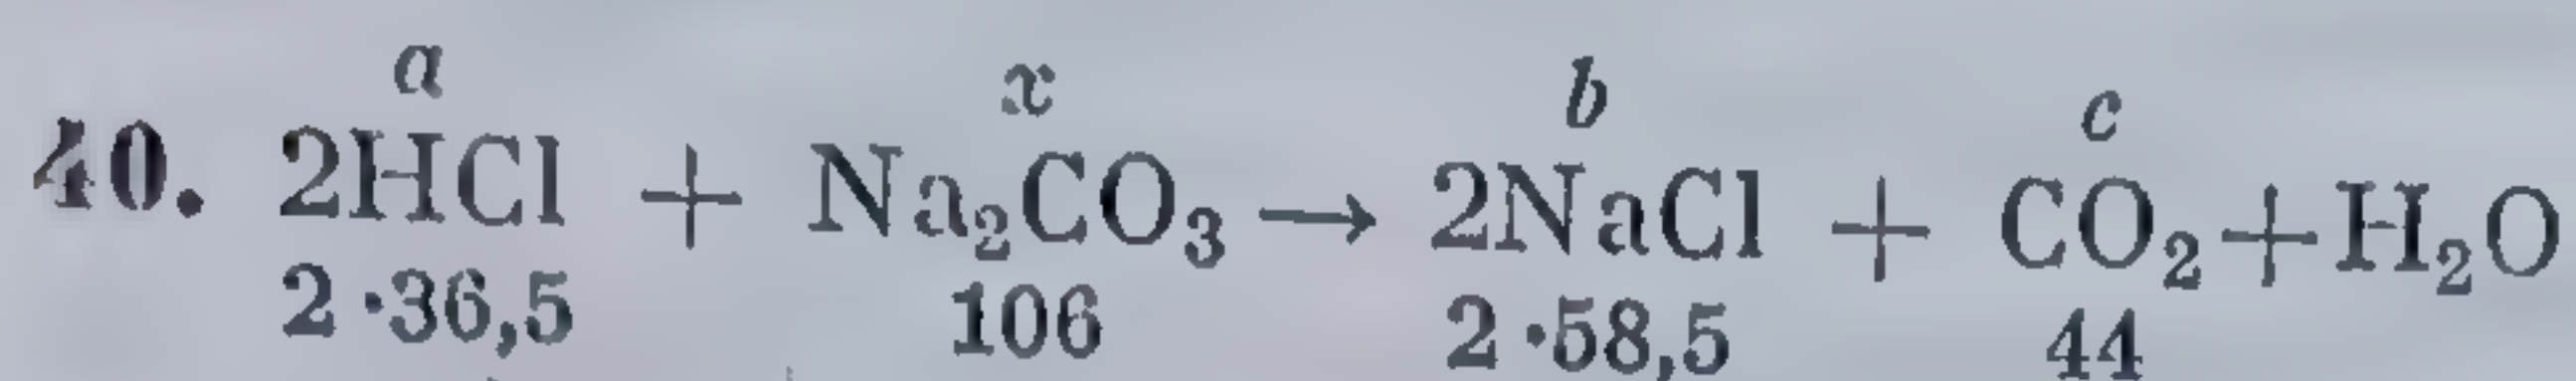 a x b c
40. 2HCl + Na₂CO₃ → 2NaCl + CO₂ + H₂O
2·36,5 106 2·58,5 44